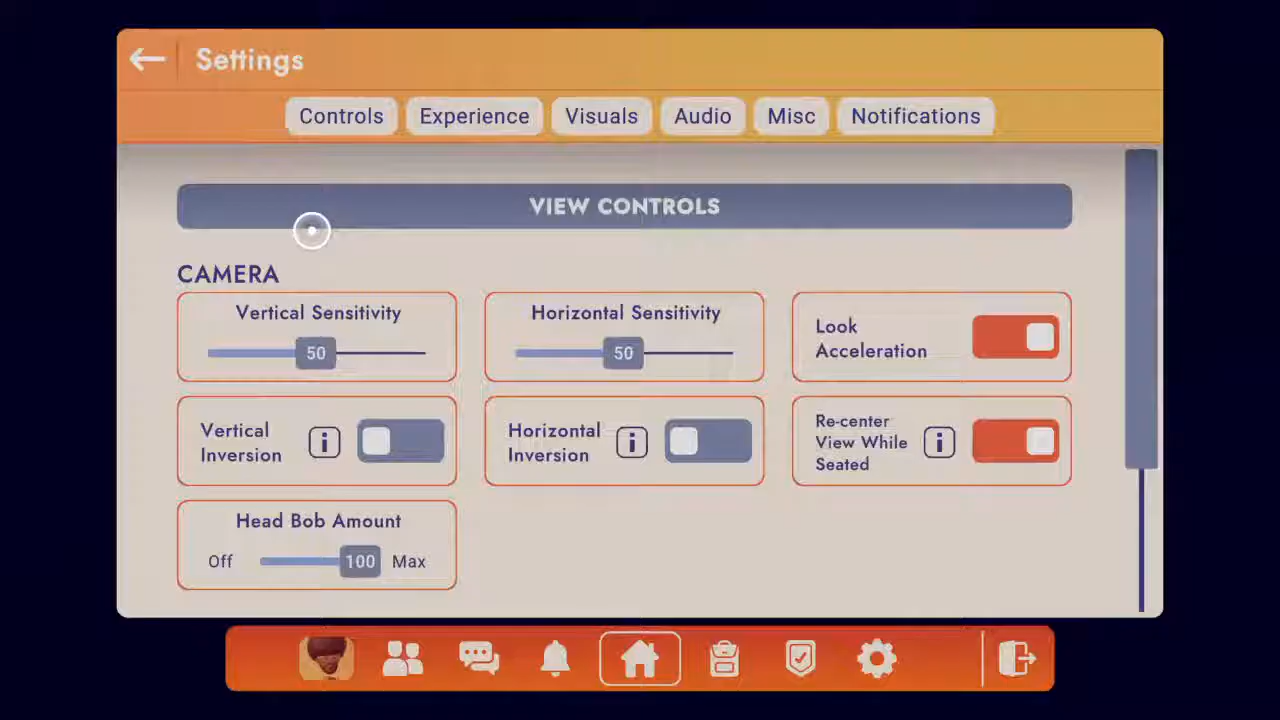 Settings
Controls Experience Visuals Audio Misc Notifications
VIEW CONTROLS
CAMERA
Vertical Sensitivity
50
Horizontal Sensitivity
50
Look
Acceleration
Vertical
Inversion
i
Horizontal
Inversion
i
Re-center
View While
Seated
i
Head Bob Amount
Off 100 Max